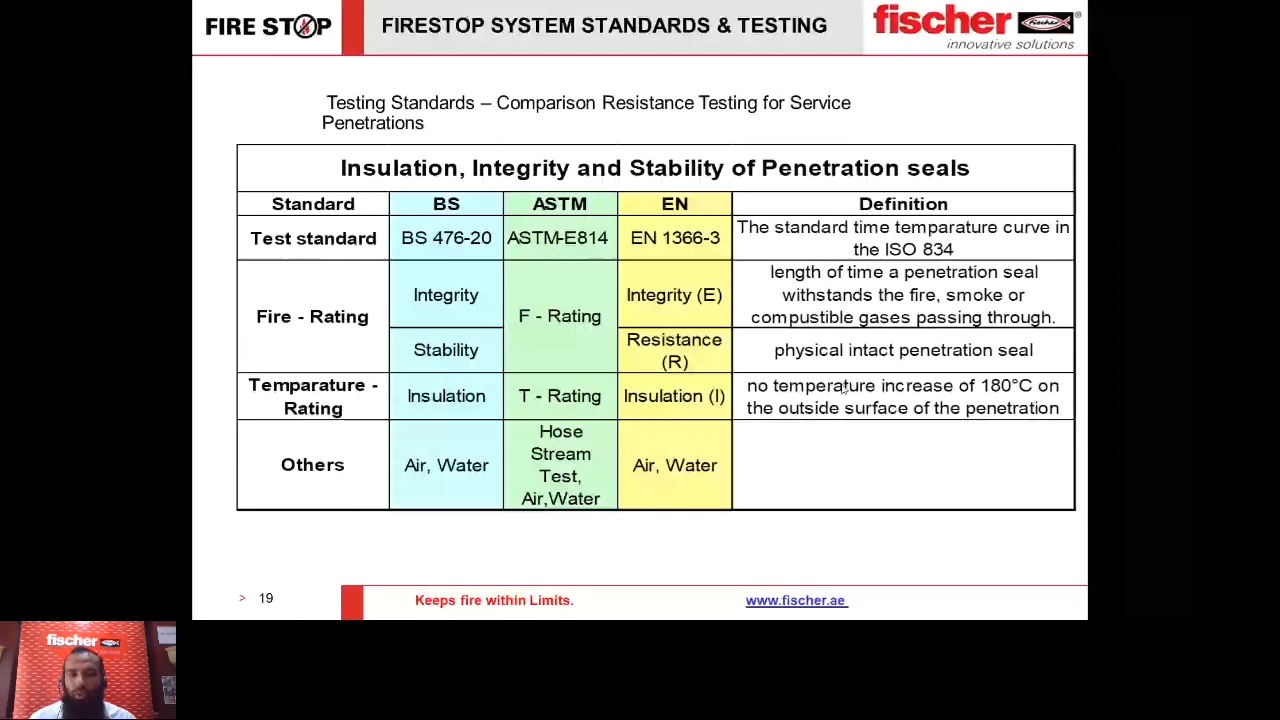 FIRE STOP
FIRESTOP SYSTEM STANDARDS & TESTING
fischer
fischer
innovative solutions
Testing Standards – Comparison Resistance Testing for Service
Penetrations
Insulation, Integrity and Stability of Penetration seals
Standard BS ASTM EN Definition
Test standard BS 476-20 ASTM-E814 EN 1366-3 The standard time temparature curve in
the ISO 834
Fire - Rating
Integrity
F - Rating
Integrity (E)
length of time a penetration seal
withstands the fire, smoke or
compustible gases passing through.
Stability
Resistance
(R)
physical intact penetration seal
Temparature -
Rating
Insulation
T - Rating
Insulation (I)
no temperature increase of 180°C on
the outside surface of the penetration
Others
Air, Water
Hose
Stream
Test,
Air,Water
Air, Water
> 19
Keeps fire within Limits.
www.fischer.ae
fischer